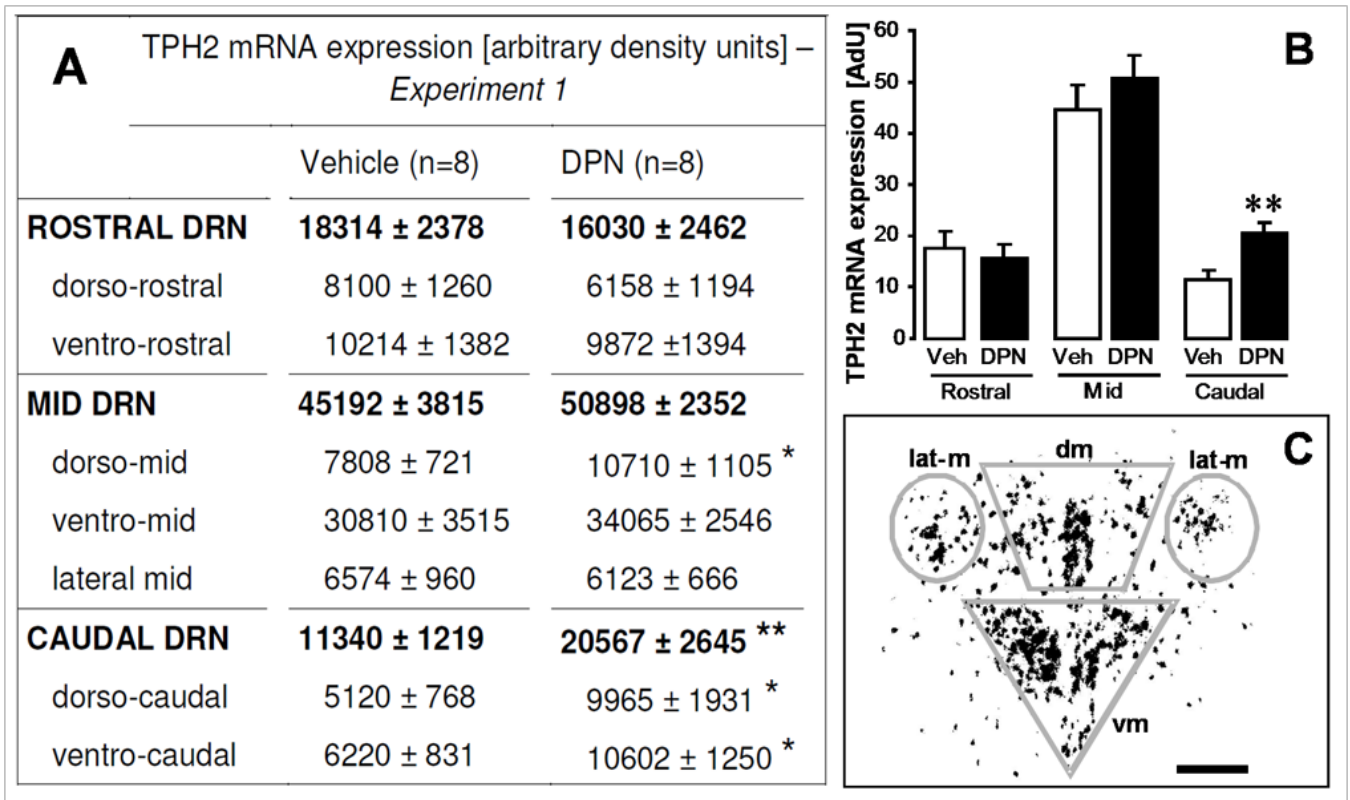 A
TPH2 mRNA expression [arbitrary density units] –
Experiment 1
Vehicle (n=8) DPN (n=8)
ROSTRAL DRN 18314 ± 2378 16030 ± 2462
dorso-rostral 8100 ± 1260 6158 ± 1194
ventro-rostral 10214 ± 1382 9872 ±1394
MID DRN 45192 ± 3815 50898 ± 2352
dorso-mid 7808 ± 721 10710 ± 1105 *
ventro-mid 30810 ± 3515 34065 ± 2546
lateral mid 6574 ± 960 6123 ± 666
CAUDAL DRN 11340 ± 1219 20567 ± 2645 **
dorso-caudal 5120 ± 768 9965 ± 1931 *
ventro-caudal 6220 ± 831 10602 ± 1250 *
B
TPH2 mRNA expression [AdU]
60
50
40
30
20
10
0
**
Veh DPN Veh DPN Veh DPN
Rostral Mid Caudal
C
lat-m dm lat-m
vm